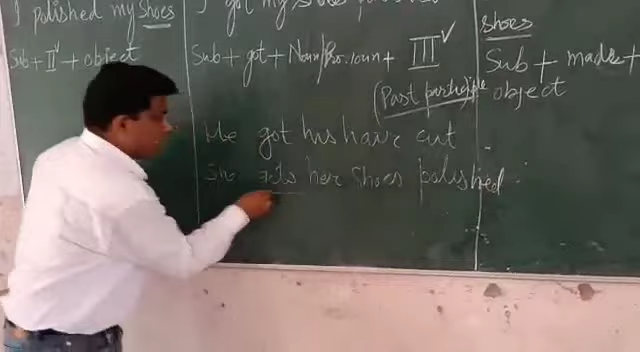 I polished my shoes
Sub + II V + object
I got my shoes polished
Sub + got + Noun/Pronoun + III V
(Past participle
He got his hair cut
She gets her shoes polished.
shoes
Sub + made +
object